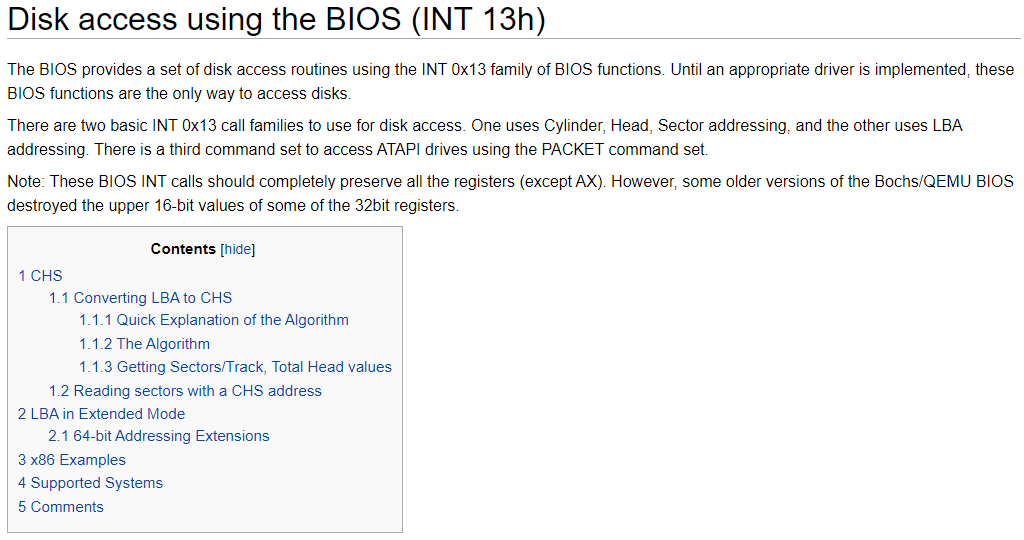 Disk access using the BIOS (INT 13h)
The BIOS provides a set of disk access routines using the INT 0x13 family of BIOS functions. Until an appropriate driver is implemented, these
BIOS functions are the only way to access disks.
There are two basic INT 0x13 call families to use for disk access. One uses Cylinder, Head, Sector addressing, and the other uses LBA
addressing. There is a third command set to access ATAPI drives using the PACKET command set.
Note: These BIOS INT calls should completely preserve all the registers (except AX). However, some older versions of the Bochs/QEMU BIOS
destroyed the upper 16-bit values of some of the 32bit registers.
Contents [hide]
1 CHS
1.1 Converting LBA to CHS
1.1.1 Quick Explanation of the Algorithm
1.1.2 The Algorithm
1.1.3 Getting Sectors/Track, Total Head values
1.2 Reading sectors with a CHS address
2 LBA in Extended Mode
2.1 64-bit Addressing Extensions
3 x86 Examples
4 Supported Systems
5 Comments